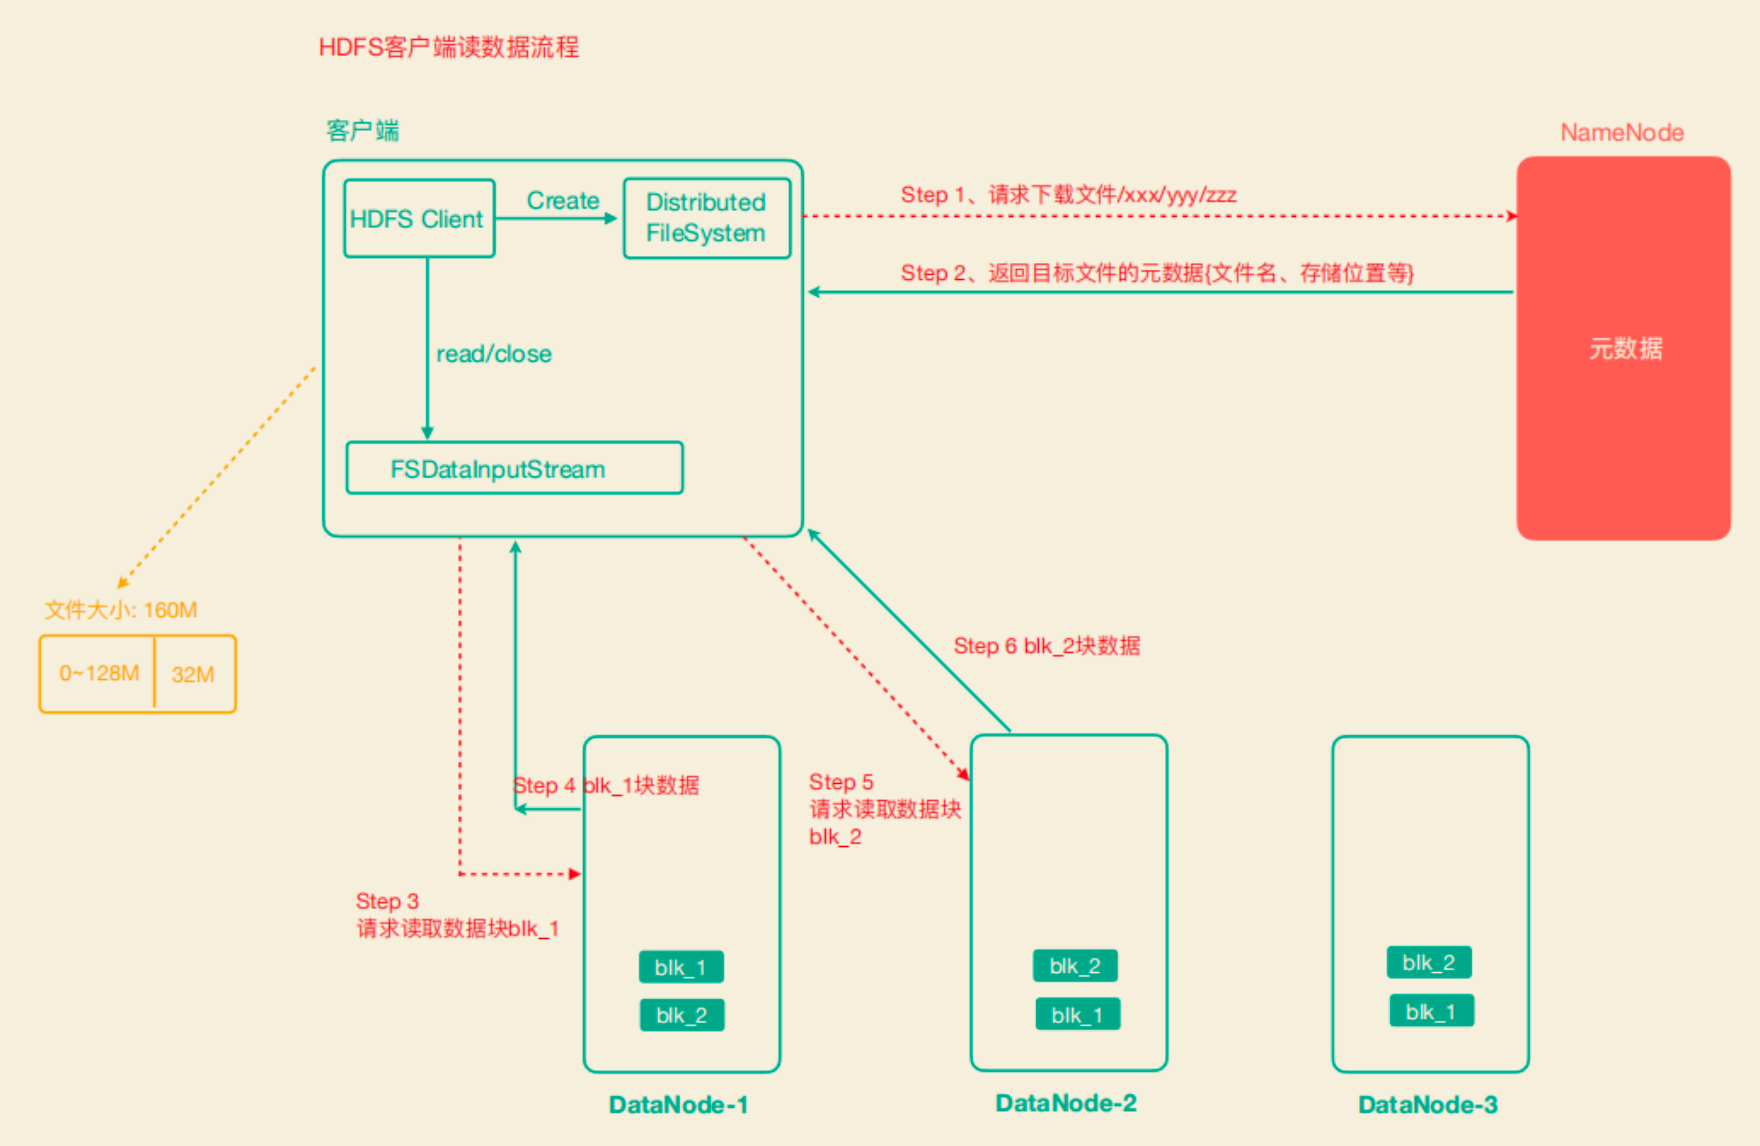 HDFS客户端读数据流程
客户端
NameNode
HDFS Client
Create
Distributed
FileSystem
Step 1、请求下载文件/xxx/yyy/zzz
Step 2、返回目标文件的元数据{文件名、存储位置等}
元数据
read/close
FSDataInputStream
文件大小: 160M
0~128M
32M
Step 6 blk_2块数据
Step 4 blk_1块数据
Step 5
请求读取数据块
blk_2
Step 3
请求读取数据块blk_1
blk_1
blk_2
blk_2
blk_1
blk_2
blk_1
DataNode-1
DataNode-2
DataNode-3